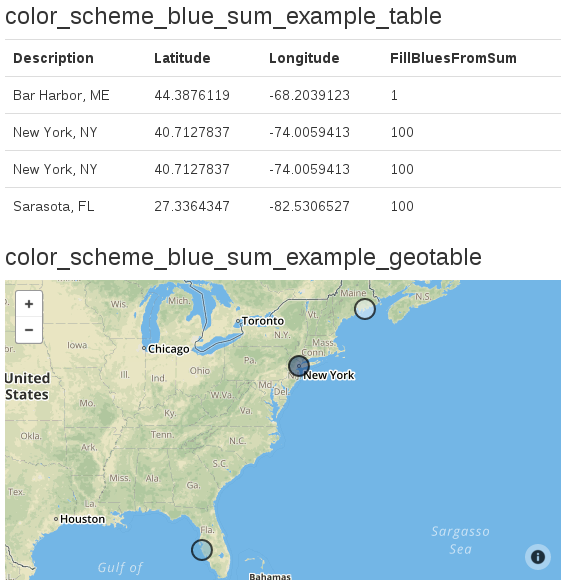 color_scheme_blue_sum_example_table
Description Latitude Longitude FillBluesFromSum
Bar Harbor, ME 44.3876119 -68.2039123 1
New York, NY 40.7127837 -74.0059413 100
New York, NY 40.7127837 -74.0059413 100
Sarasota, FL 27.3364347 -82.5306527 100
color_scheme_blue_sum_example_geotable
+
−
Wis.
Mich.
Maine
N.S.
Toronto
Vt.
N.Y.
Iowa
Chicago
Mass
Conn.
Ill.
Ind.
Ohio
Pa.
New York
United
States
Md
Del
W.Va.
Mo.
Ky.
Va.
Okla.
Tenn.
N.C.
Ark.
S.C.
Miss.
Ala
Ga.
Tex.
La.
Houston
Fla.
Sargasso
Sea
Gulf of
Bahamas